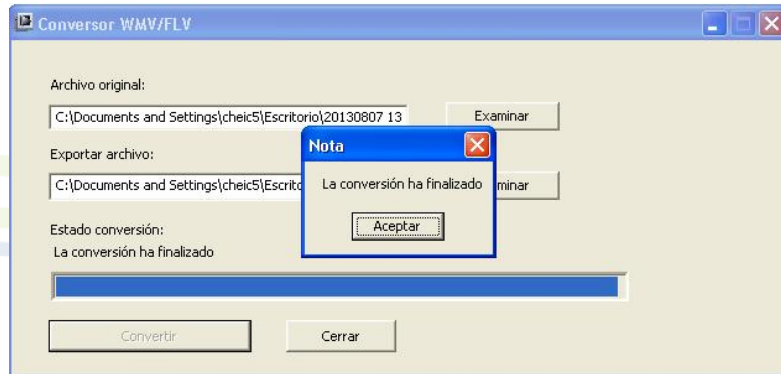 Conversor WMV/FLV
Archivo original:
C:\Documents and Settings\cheic5\Escritorio\20130807 13
Examinar
Exportar archivo:
C:\Documents and Settings\cheic5\Escrito
minar
Nota
La conversión ha finalizado
Aceptar
Estado conversión:
La conversión ha finalizado
Convertir
Cerrar